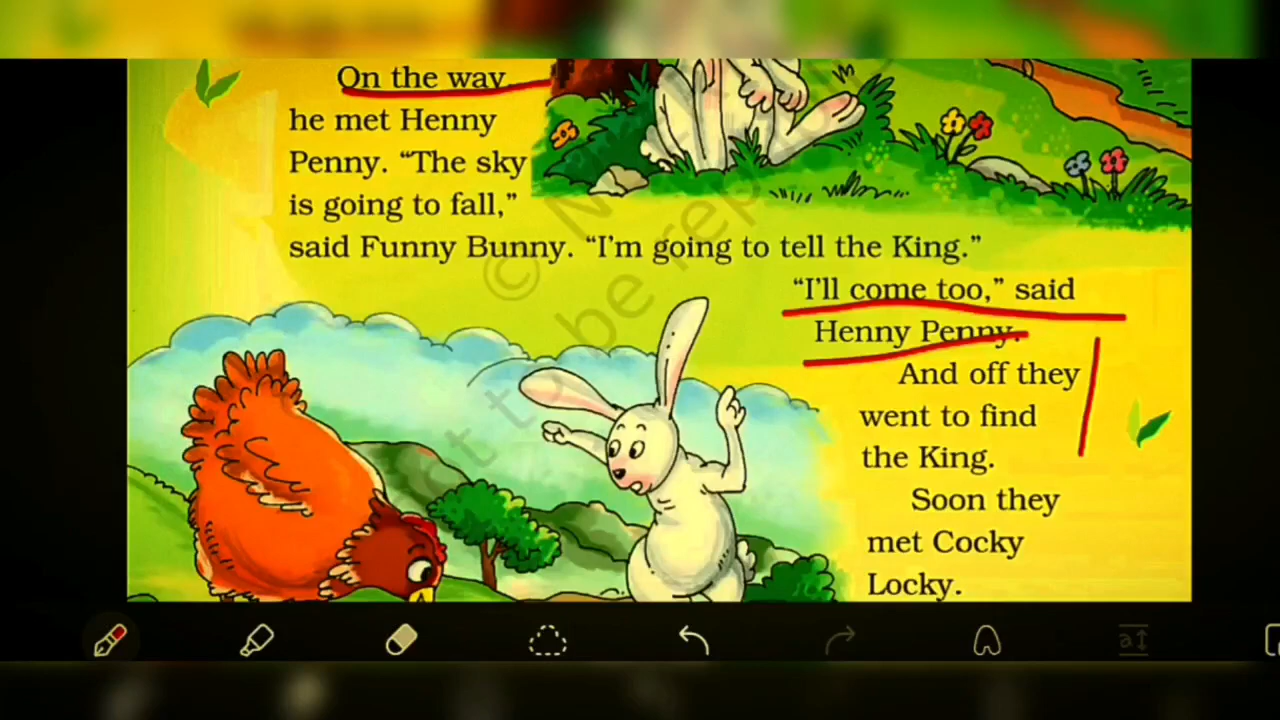 On the way
he met Henny
Penny. “The sky
is going to fall,”
said Funny Bunny. “I'm going to tell the King.”
“I'll come too,” said
Henny Penny.
And off they
went to find
the King.
Soon they
met Cocky
Locky.